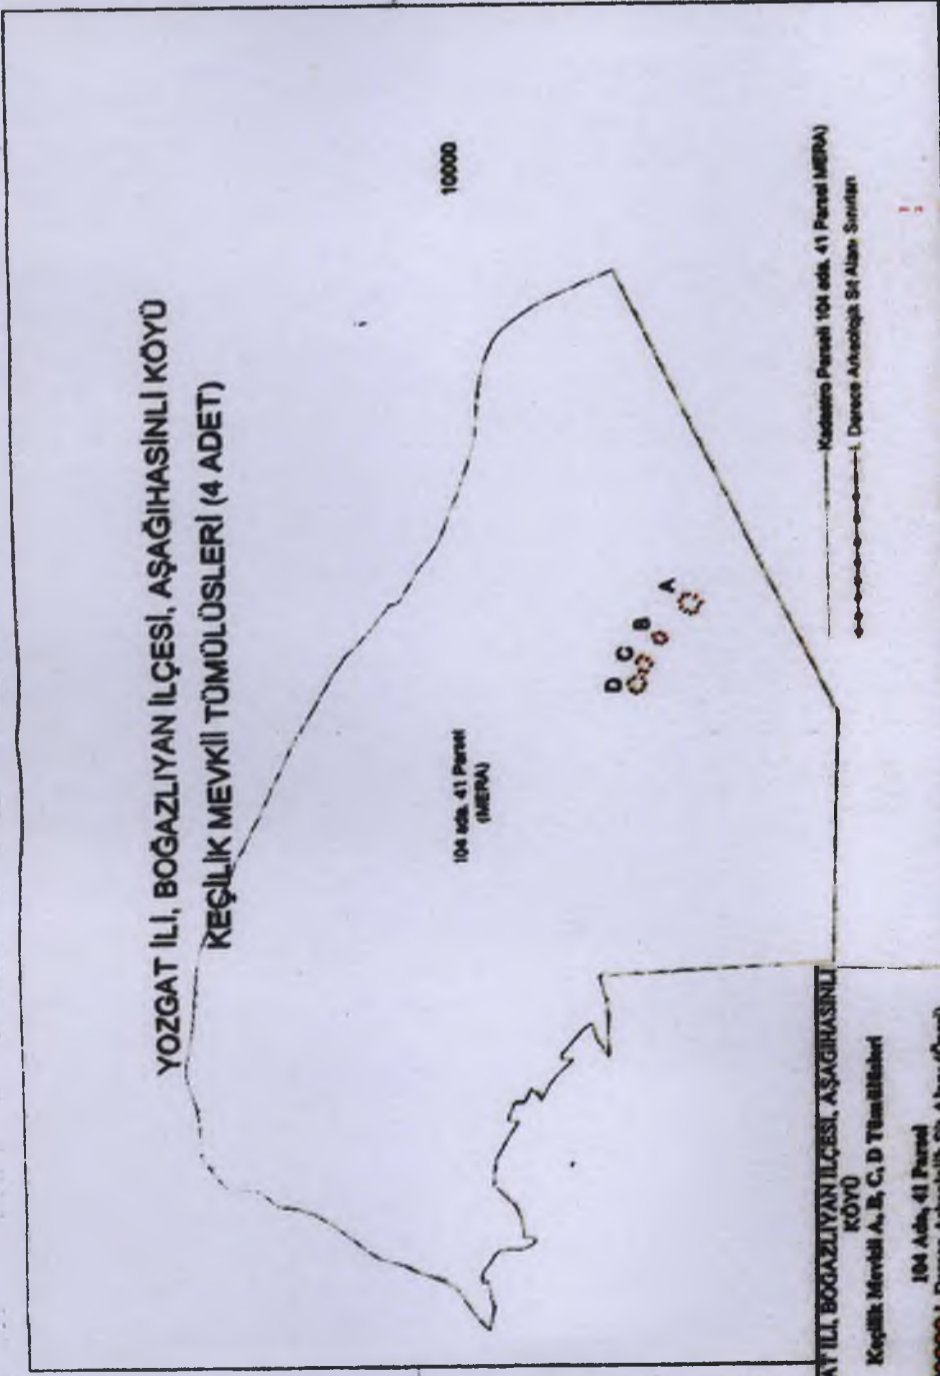 YOZGAT İLİ, BOĞAZLIYAN İLÇESİ, AŞAĞIHASİNLİ KÖYÜ
KEÇİLİK MEVKİİ TÜMÜLÜSLERİ (4 ADET)
10000
104 ada. 41 Parsel
(MERA)
D
C
B
A
Kadastro Parseli 104 ada. 41 Parsel MERA)
I. Derece Arkeolojik Sit Alanı Sınırları
AT İLİ, BOĞAZLIYAN İLÇESİ, AŞAĞIHASİNLİ
KÖYÜ
Keçilik Mevkii A, B, C, D Tümülüsleri
104 Ada, 41 Parsel